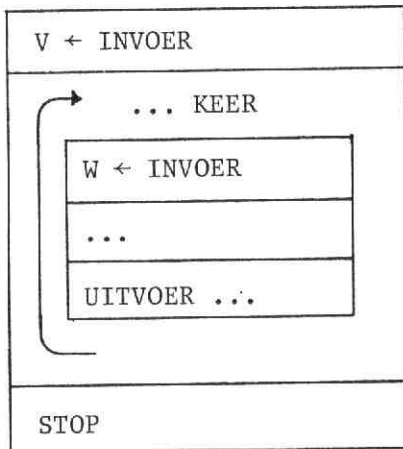 V ← INVOER
... KEER
W ← INVOER
...
UITVOER ...
STOP